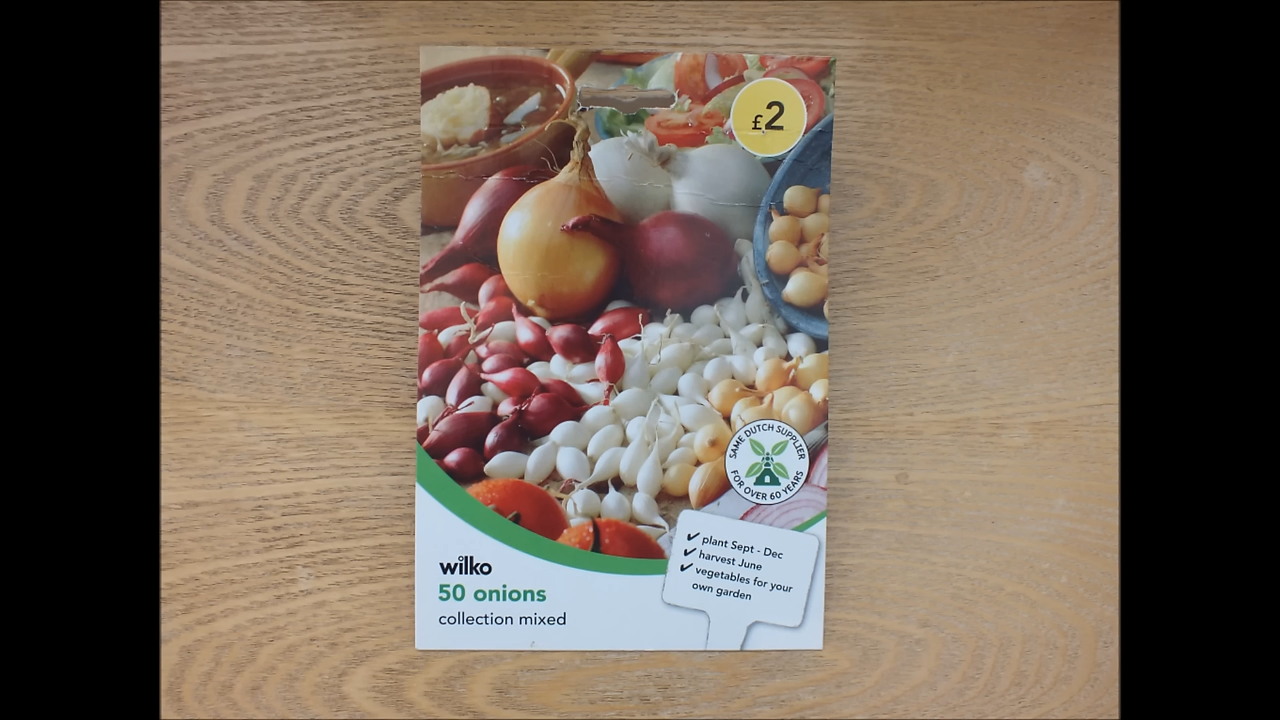 £2
SAME DUTCH SUPPLIER
FOR OVER 60 YEARS
✓ plant Sept - Dec
✓ harvest June
✓ vegetables for your
own garden
wilko
50 onions
collection mixed